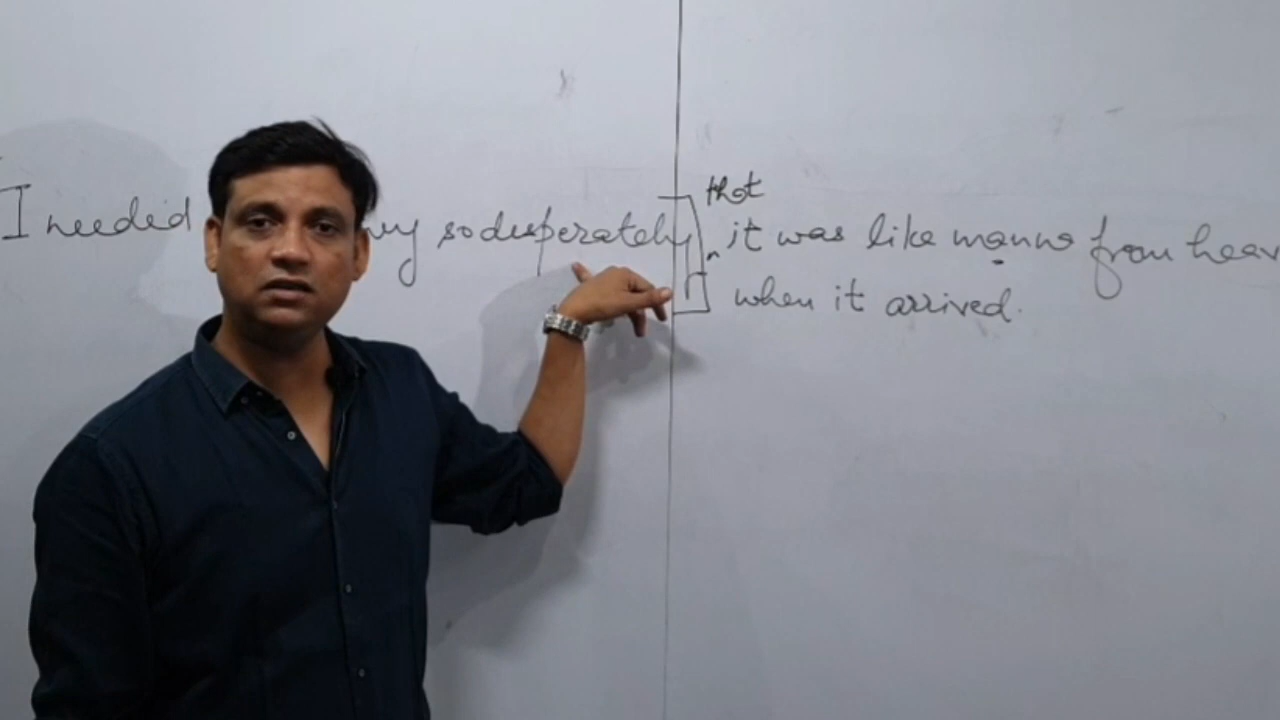 that
I needed so desperately it was like manna from heav
when it arrived.